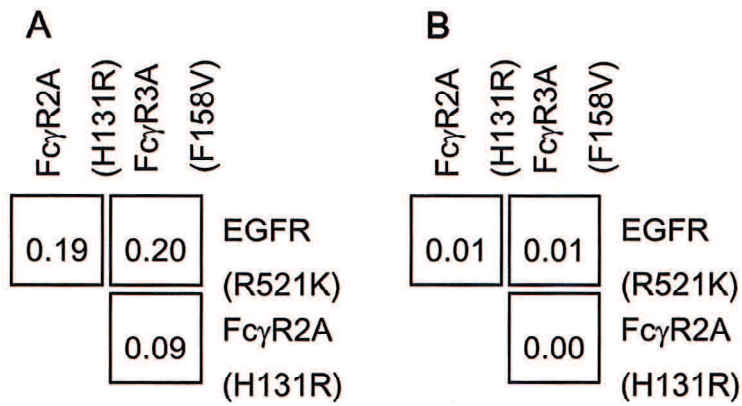 A
FcγR2A
(H131R)
FcγR3A
(F158V)
0.19
0.20
EGFR
(R521K)
0.09
FcγR2A
(H131R)
B
FcγR2A
(H131R)
FcγR3A
(F158V)
0.01
0.01
EGFR
(R521K)
0.00
FcγR2A
(H131R)